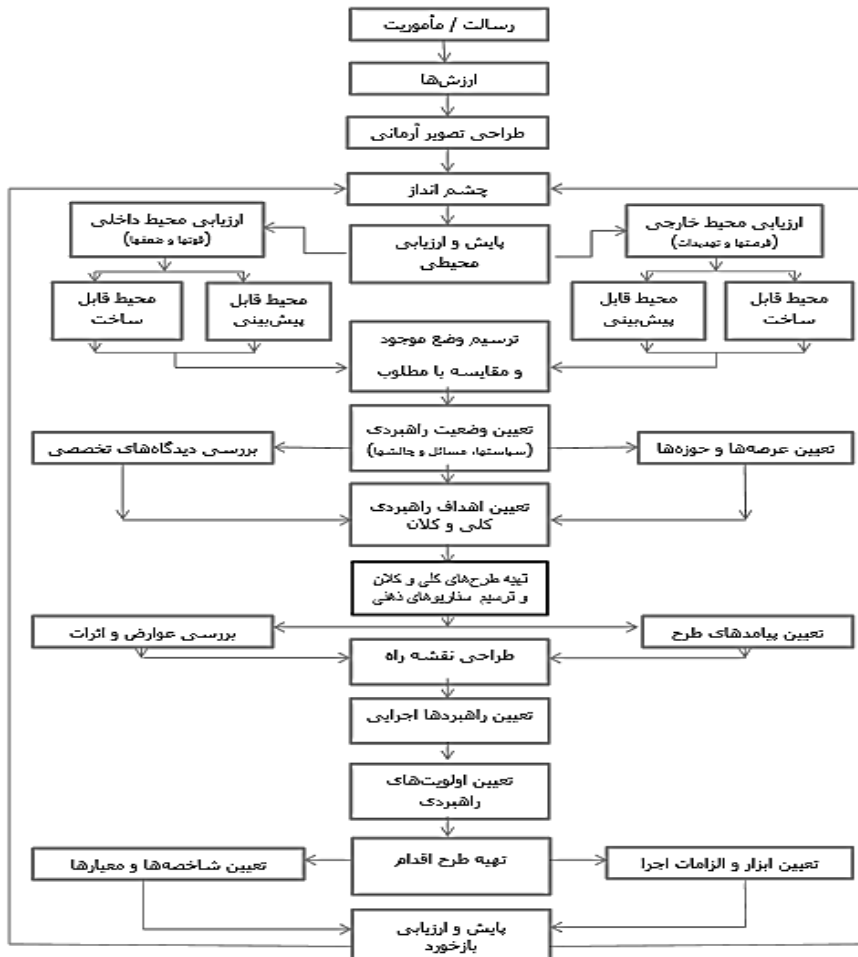 رسالت / مأموریت
ارزش‌ها
طراحی تصویر آرمانی
چشم انداز
ارزیابی محیط خارجی
(فرصتها و تهدیدات)
پایش و ارزیابی
محیطی
ارزیابی محیط داخلی
(قوتها و ضعفها)
محیط قابل
ساخت
محیط قابل
پیش‌بینی
محیط قابل
پیش‌بینی
محیط قابل
ساخت
ترسیم وضع موجود
و مقایسه با مطلوب
تعیین عرصه‌ها و حوزه‌ها
تعیین وضعیت راهبردی
(سیاستها، مسائل و چالشها)
بررسی دیدگاه‌های تخصصی
تعیین اهداف راهبردی
کلی و کلان
تهیه طرح‌های کلی و کلان
و ترسیم سناریوهای ذهنی
تعیین پیامدهای طرح
بررسی عوارض و اثرات
طراحی نقشه راه
تعیین راهبردها اجرایی
تعیین اولویت‌های
راهبردی
تعیین ابزار و الزامات اجرا
تهیه طرح اقدام
تعیین شاخصه‌ها و معیارها
پایش و ارزیابی
بازخورد